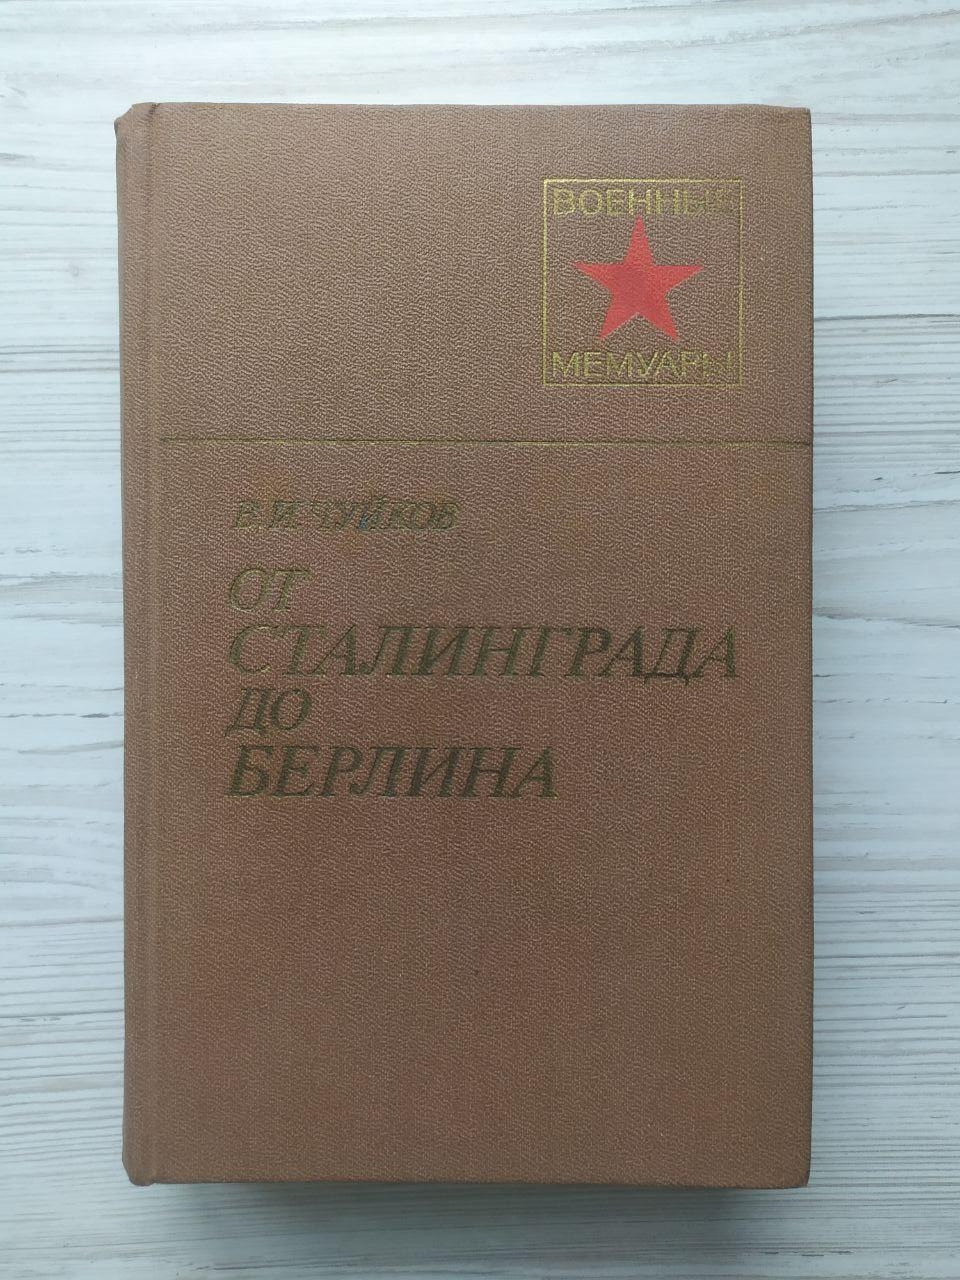 ВОЕННЫЕ
МЕМУАРЫ
В. И. ЧУЙКОВ
ОТ
СТАЛИНГРАДА
ДО
БЕРЛИНА